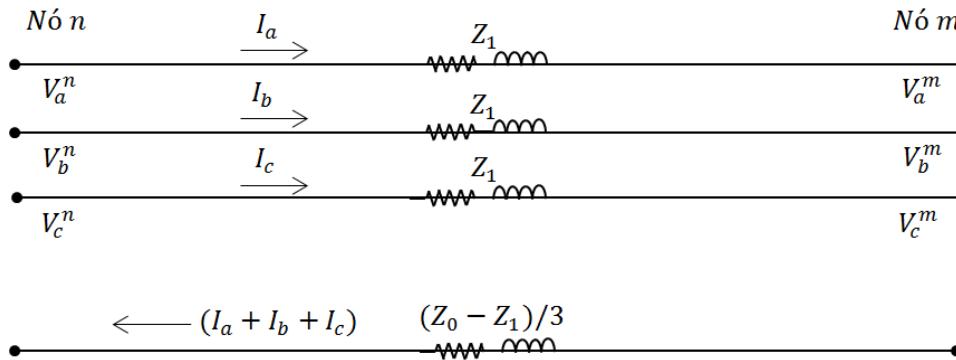 Nó n I_a Z_1 Nó m
V_a^n V_a^m
I_b Z_1
V_b^n V_b^m
I_c Z_1
V_c^n V_c^m
(I_a + I_b + I_c) (Z_0 − Z_1)/3